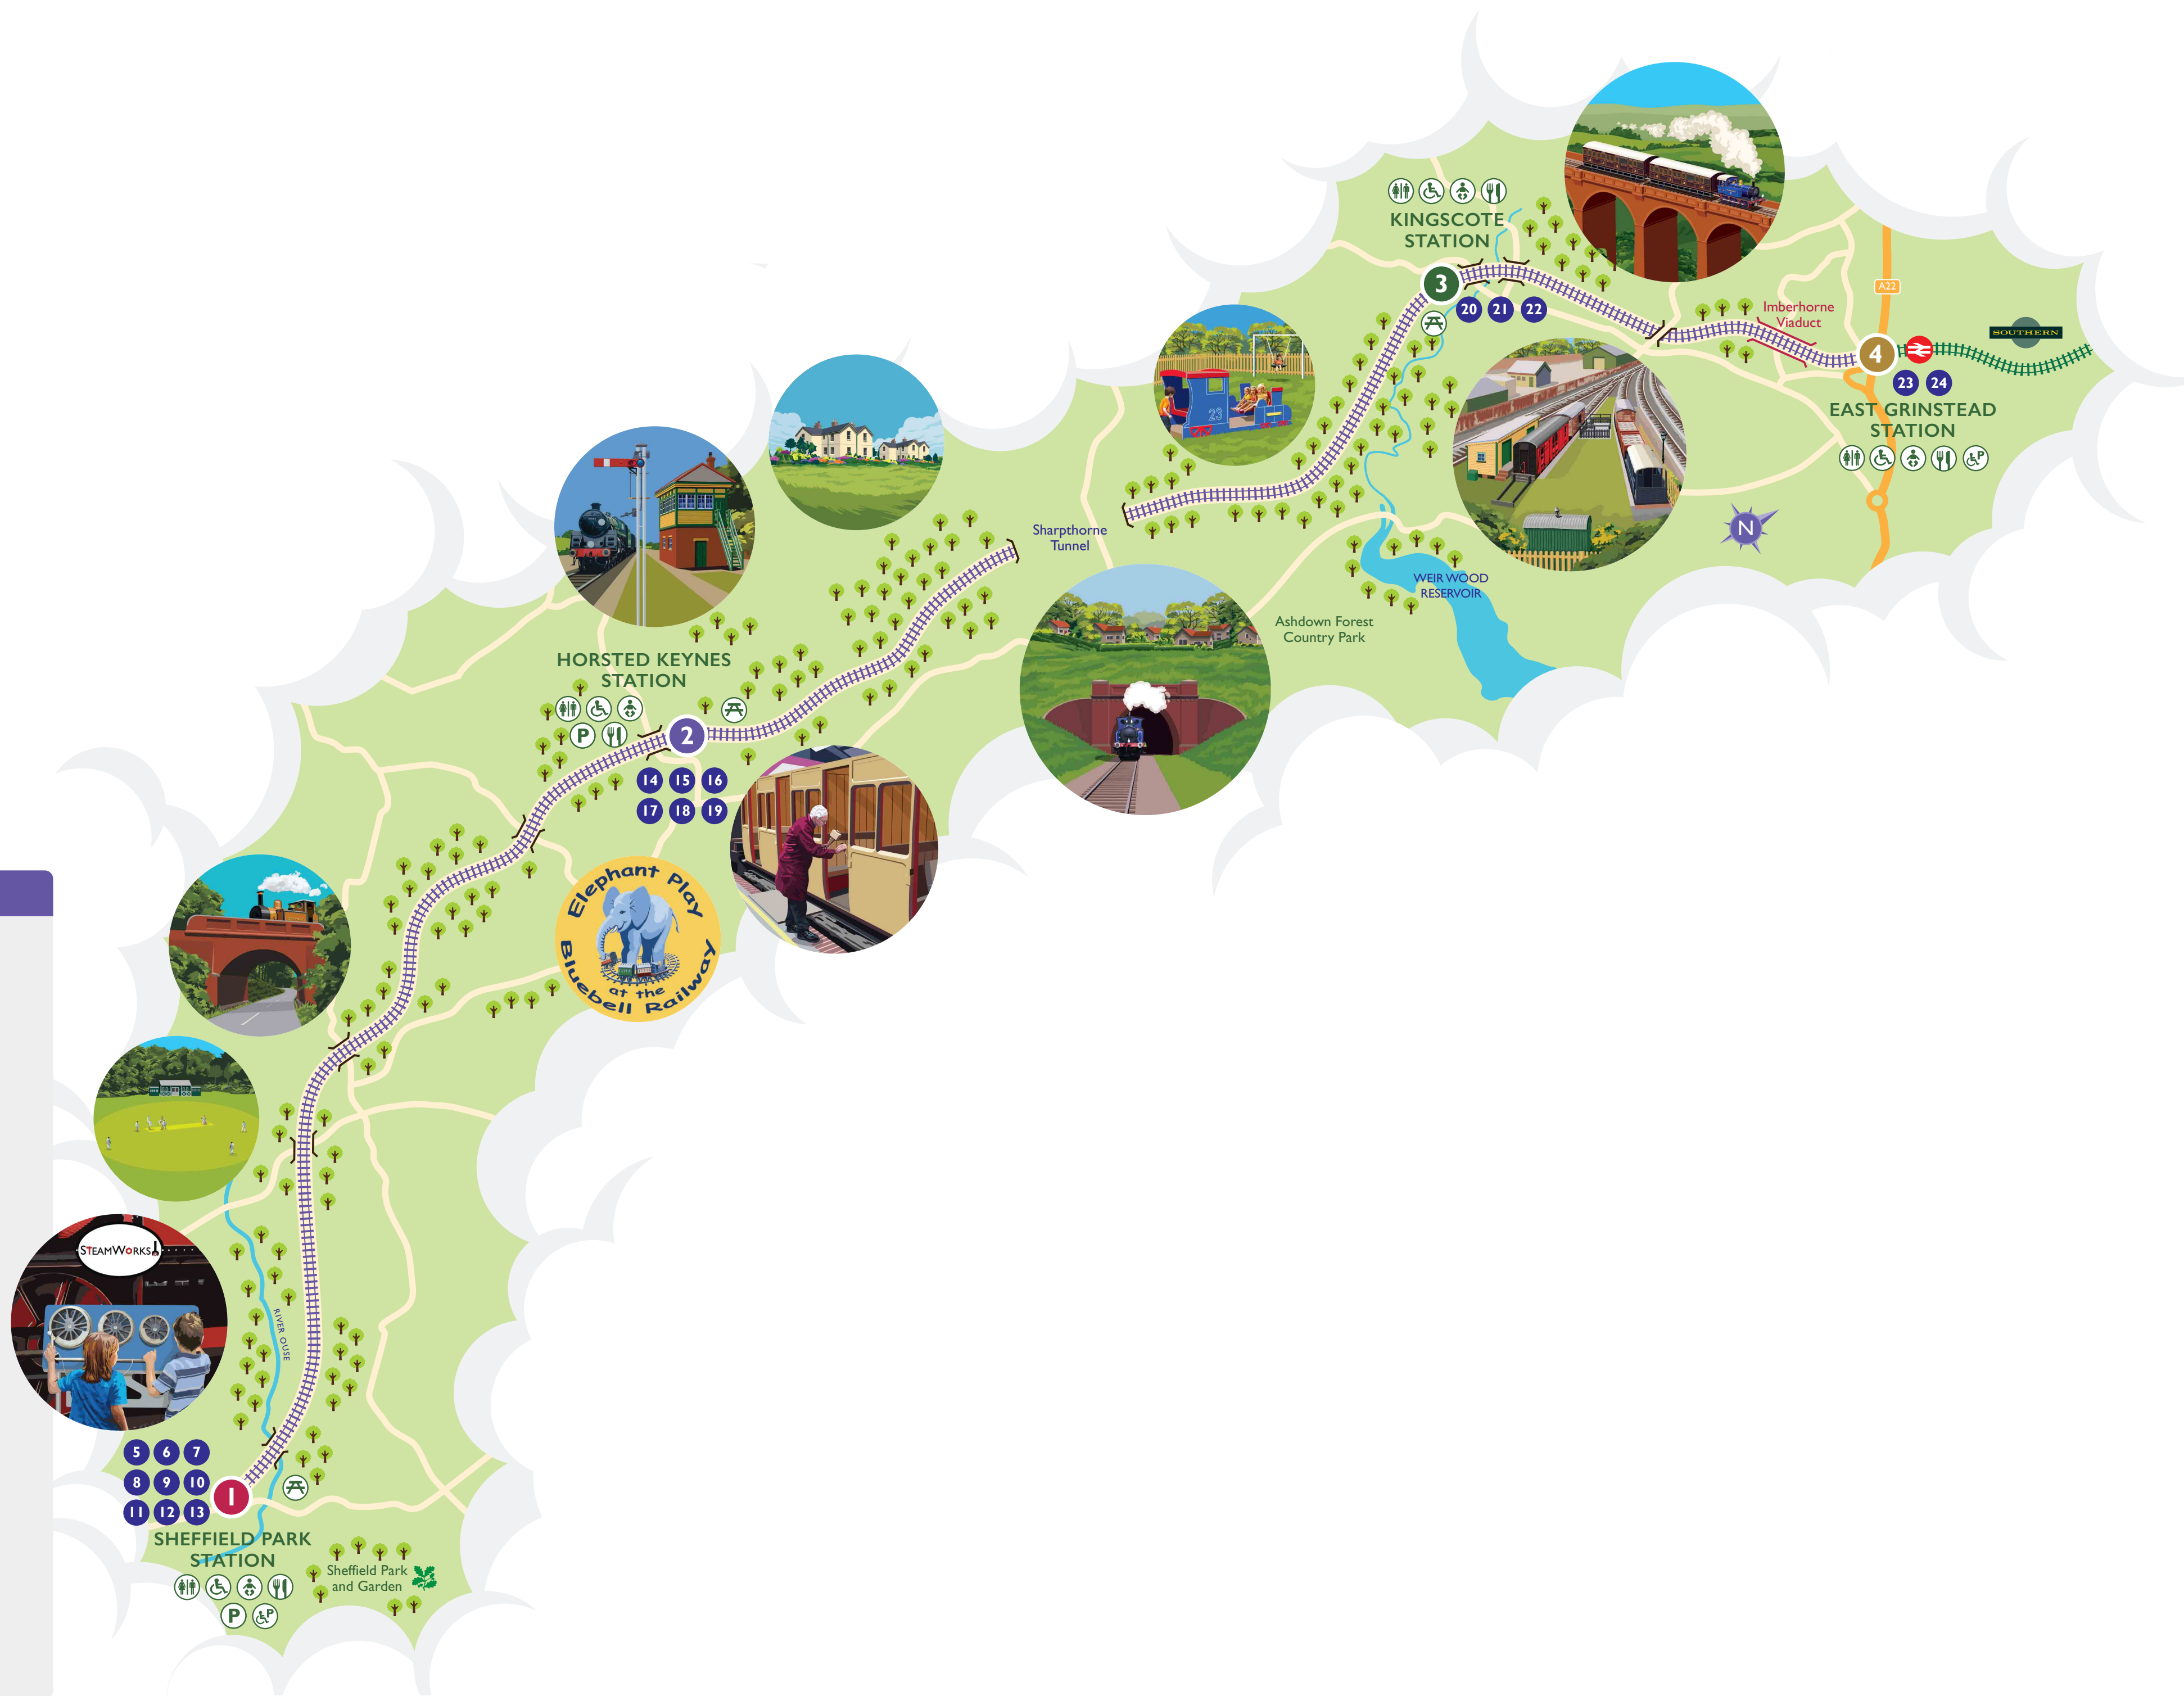 KINGSCOTE
STATION
3
20 21 22
Imberhorne
Viaduct
A22
SOUTHERN
4
23 24
EAST GRINSTEAD
STATION
P
N
23
Sharpthorne
Tunnel
WEIR WOOD
RESERVOIR
Ashdown Forest
Country Park
HORSTED KEYNES
STATION
P
2
14 15 16
17 18 19
Elephant Play
at the
Bluebell Railway
STEAMWORKS!
RIVER OUSE
5 6 7
8 9 10
11 12 13
1
SHEFFIELD PARK
STATION
P P
Sheffield Park
and Garden